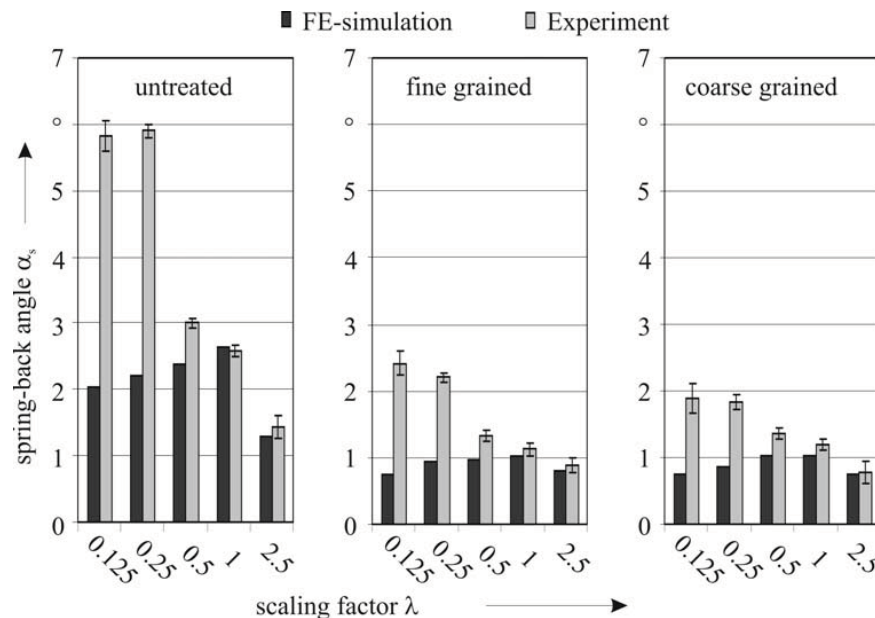 FE-simulation Experiment
untreated
fine grained
coarse grained
7
°
5
4
3
2
1
0
7
°
5
4
3
2
1
0
7
°
5
4
3
2
1
0
spring-back angle αs
0.125 0.25 0.5 1 2.5
0.125 0.25 0.5 1 2.5
0.125 0.25 0.5 1 2.5
scaling factor λ